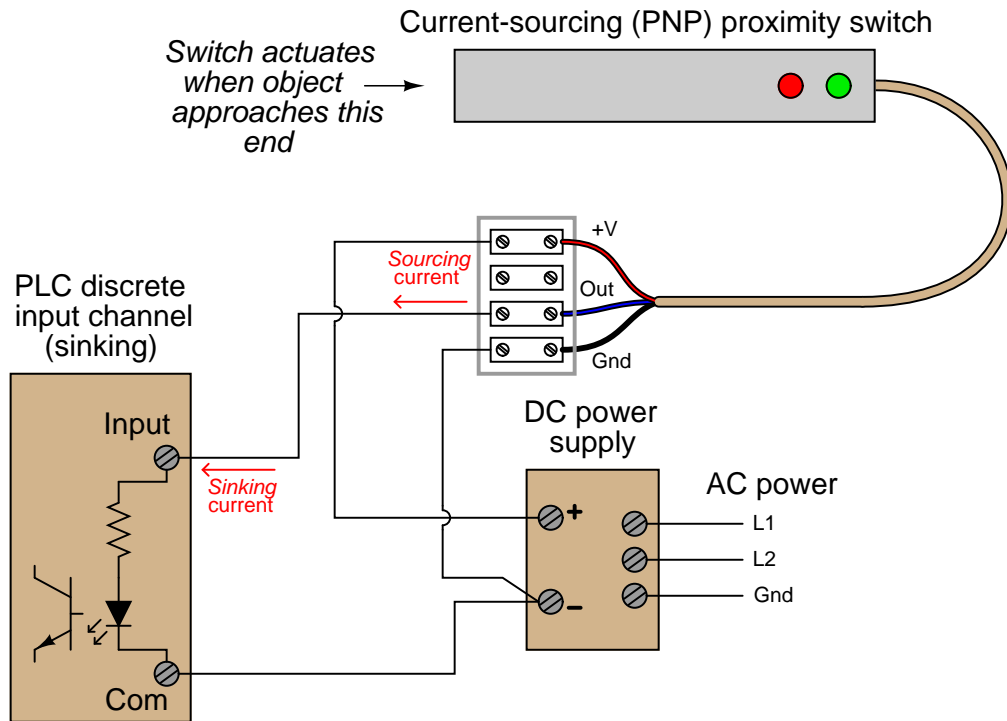 Current-sourcing (PNP) proximity switch
Switch actuates
when object
approaches this
end
+V
Sourcing
current
Out
Gnd
PLC discrete
input channel
(sinking)
Input
Sinking
current
Com
DC power
supply
+
–
AC power
L1
L2
Gnd